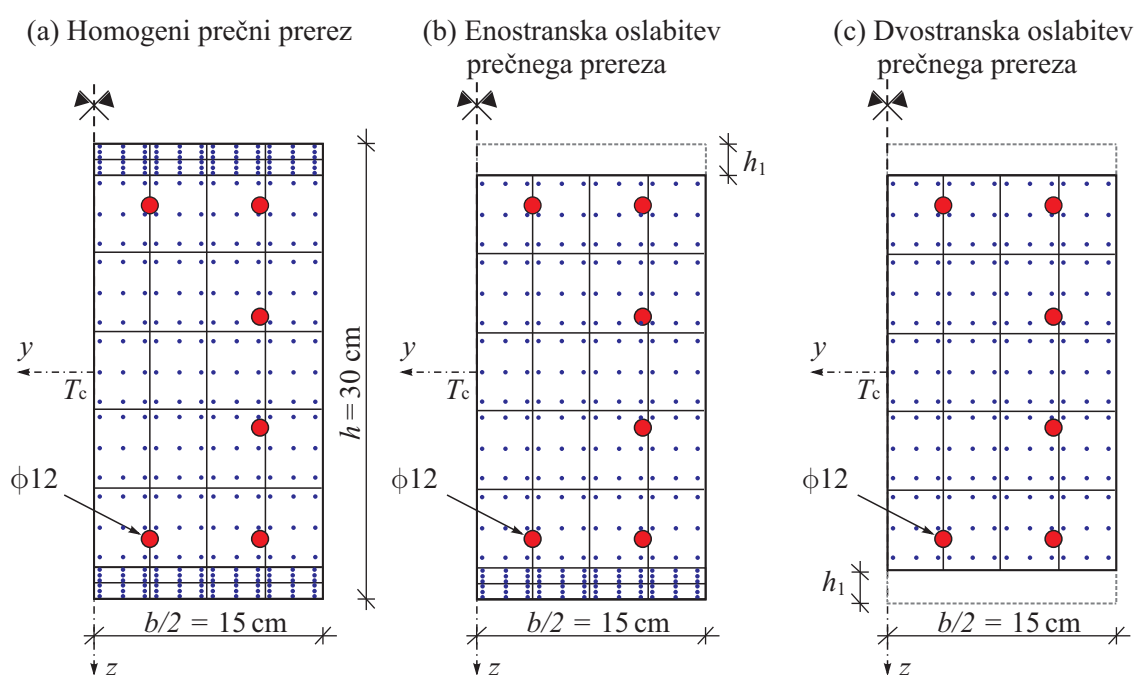 (a) Homogeni prečni prerez
(b) Enostranska oslabitev
prečnega prereza
(c) Dvostranska oslabitev
prečnega prereza
y
Tc
h = 30 cm
ϕ12
b/2 = 15 cm
z
h1
y
Tc
ϕ12
b/2 = 15 cm
z
y
Tc
ϕ12
h1
b/2 = 15 cm
z